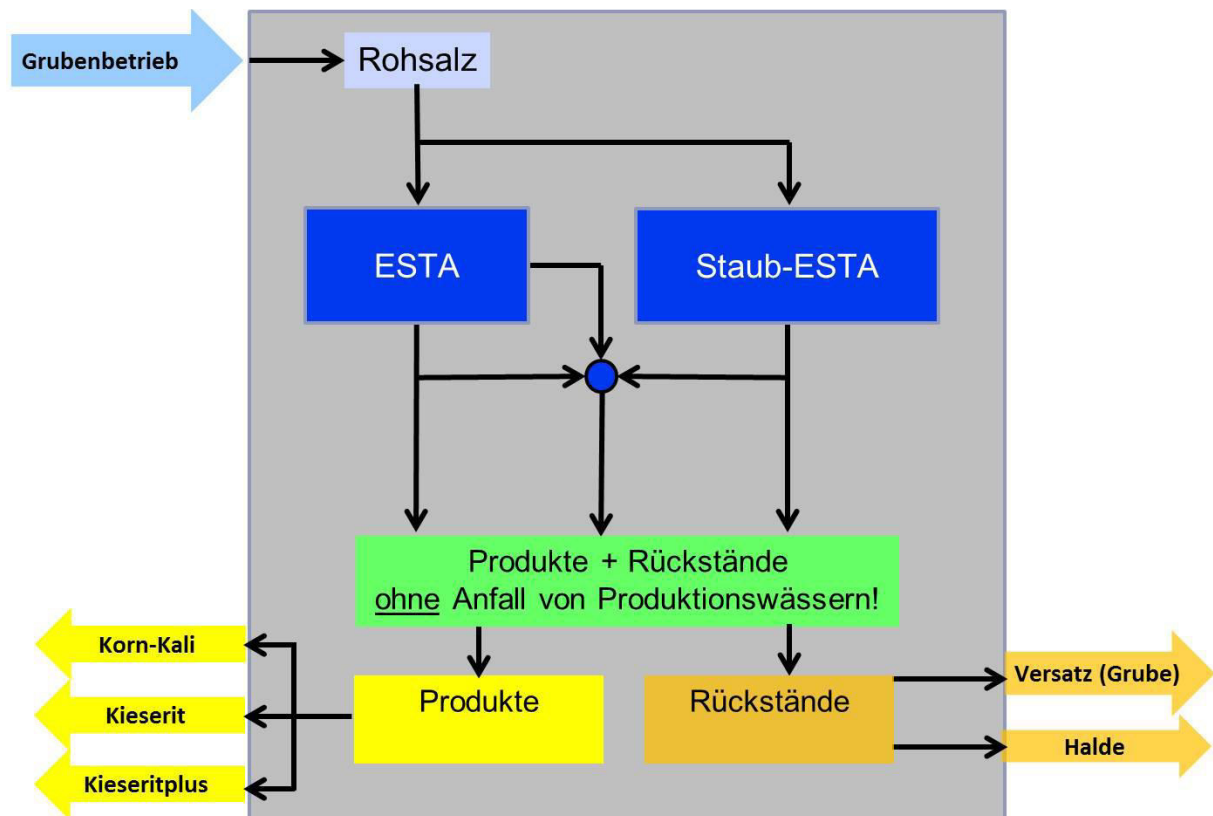 Grubenbetrieb
Rohsalz
ESTA
Staub-ESTA
Produkte + Rückstände
ohne Anfall von Produktionswässern!
Korn-Kali
Kieserit
Kieseritplus
Produkte
Rückstände
Versatz (Grube)
Halde